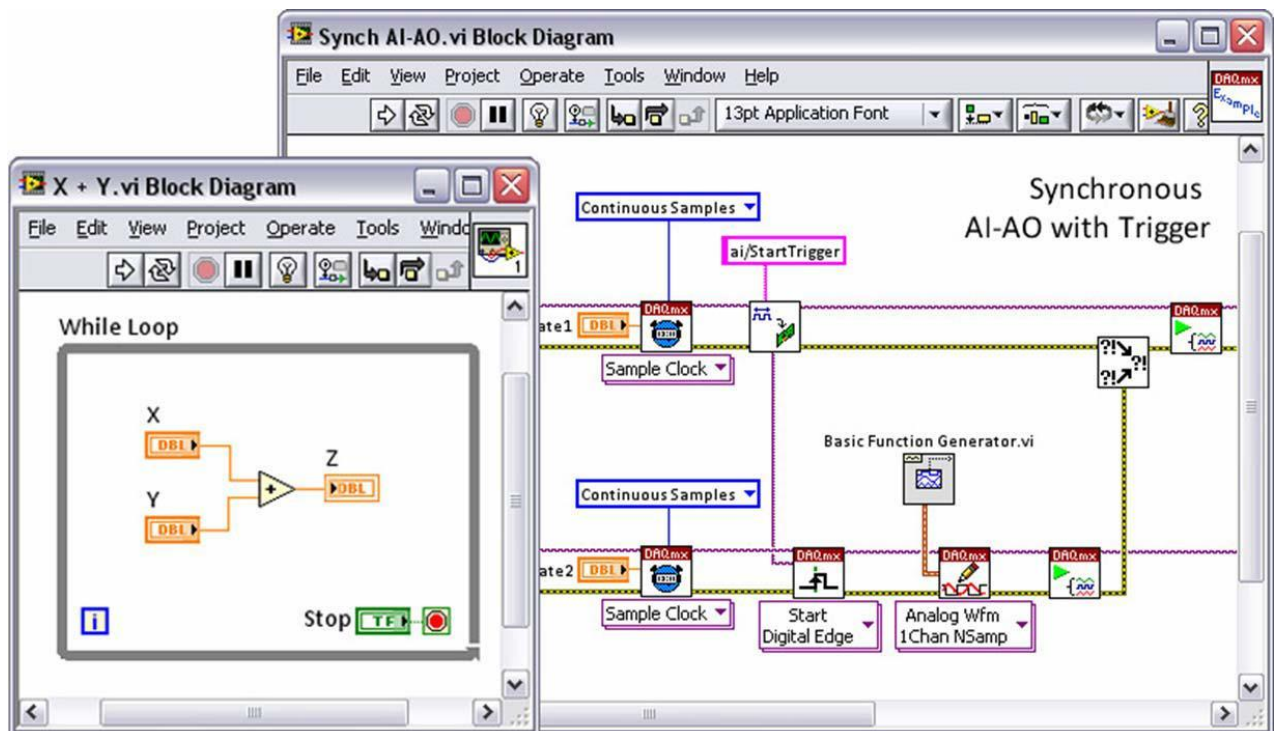 Synch AI-AO.vi Block Diagram
File Edit View Project Operate Tools Window Help
13pt Application Font
DAQmx
Example
Synchronous
AI-AO with Trigger
Continuous Samples
ai/StartTrigger
DAQmx
DAQmx
ate1 DBL
?!
?! ?!
Sample Clock
Basic Function Generator.vi
Continuous Samples
DAQmx
DAQmx
DAQmx
DAQmx
ate2 DBL
Sample Clock
Start
Digital Edge
Analog Wfm
1Chan NSamp
X + Y.vi Block Diagram
File Edit View Project Operate Tools Windo
1
While Loop
X
DBL
Z
DBL
Y
DBL
i
Stop TF